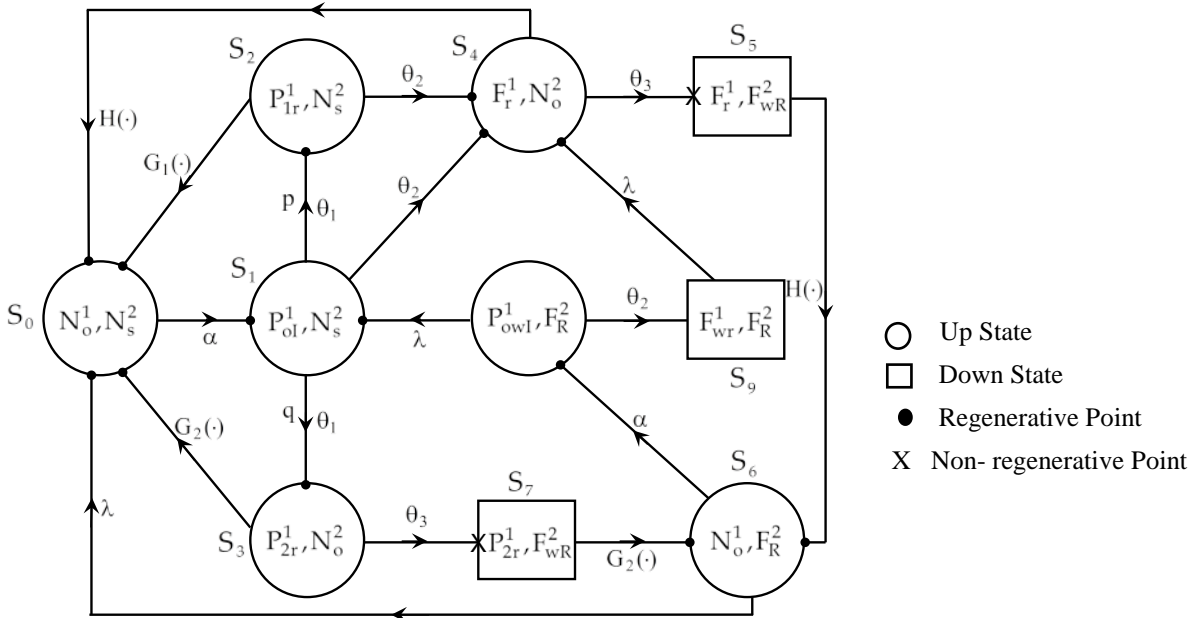 S₂
S₄
S₅
P¹₁ᵣ,N²ₛ
θ₂
F¹ᵣ,N²ₒ
θ₃
F¹ᵣ,F²wR
X
H(·)
G₁(·)
p
θ₁
θ₂
λ
S₀
N¹ₒ,N²ₛ
α
S₁
P¹ₒI,N²ₛ
λ
P¹ₒwI,F²R
θ₂
F¹wr,F²R
S₉
H(·)
Up State
Down State
Regenerative Point
X Non- regenerative Point
q
θ₁
G₂(·)
α
λ
S₃
P¹₂ᵣ,N²ₒ
θ₃
S₇
X
P¹₂ᵣ,F²wR
G₂(·)
S₆
N¹ₒ,F²R